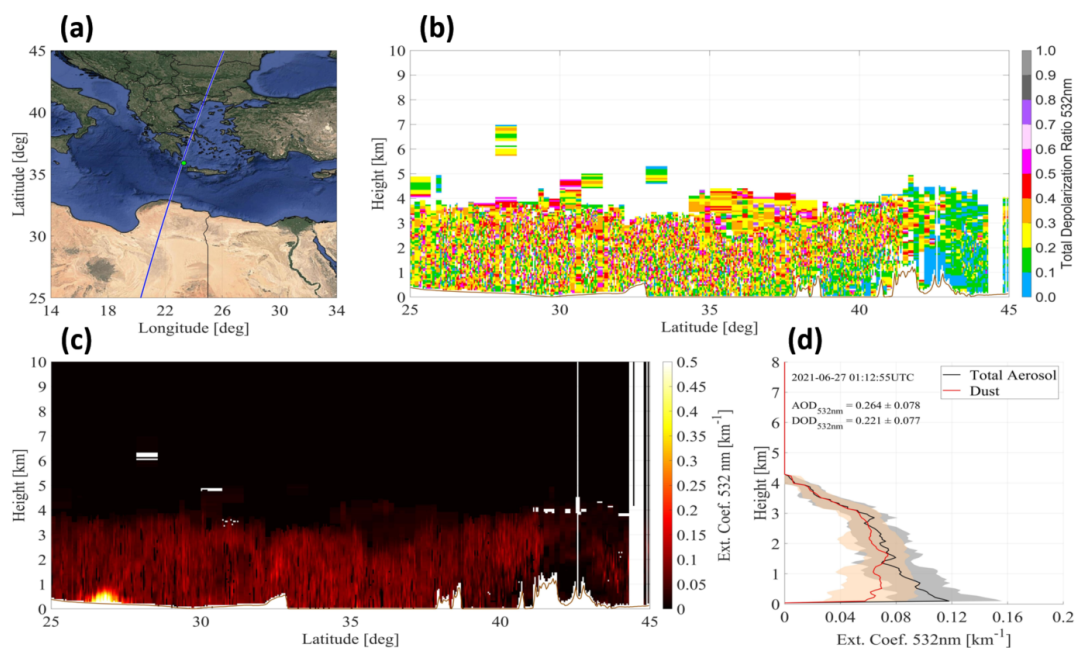 (a)
45
40
35
30
25
Latitude [deg]
14 18 22 26 30 34
Longitude [deg]
(b)
10
9
8
7
6
5
4
3
2
1
0
Height [km]
25 30 35 40 45
Latitude [deg]
1.0
0.9
0.8
0.7
0.6
0.5
0.4
0.3
0.2
0.1
0.0
Total Depolarization Ratio 532nm
(c)
10
9
8
7
6
5
4
3
2
1
0
Height [km]
25 30 35 40 45
Latitude [deg]
0.5
0.45
0.4
0.35
0.3
0.25
0.2
0.15
0.1
0.05
0
Ext. Coef. 532 nm [km⁻¹]
(d)
8
7
6
5
4
3
2
1
0
Height [km]
2021-06-27 01:12:55UTC
AOD532nm = 0.264 ± 0.078
DOD532nm = 0.221 ± 0.077
Total Aerosol
Dust
0 0.04 0.08 0.12 0.16 0.2
Ext. Coef. 532nm [km⁻¹]